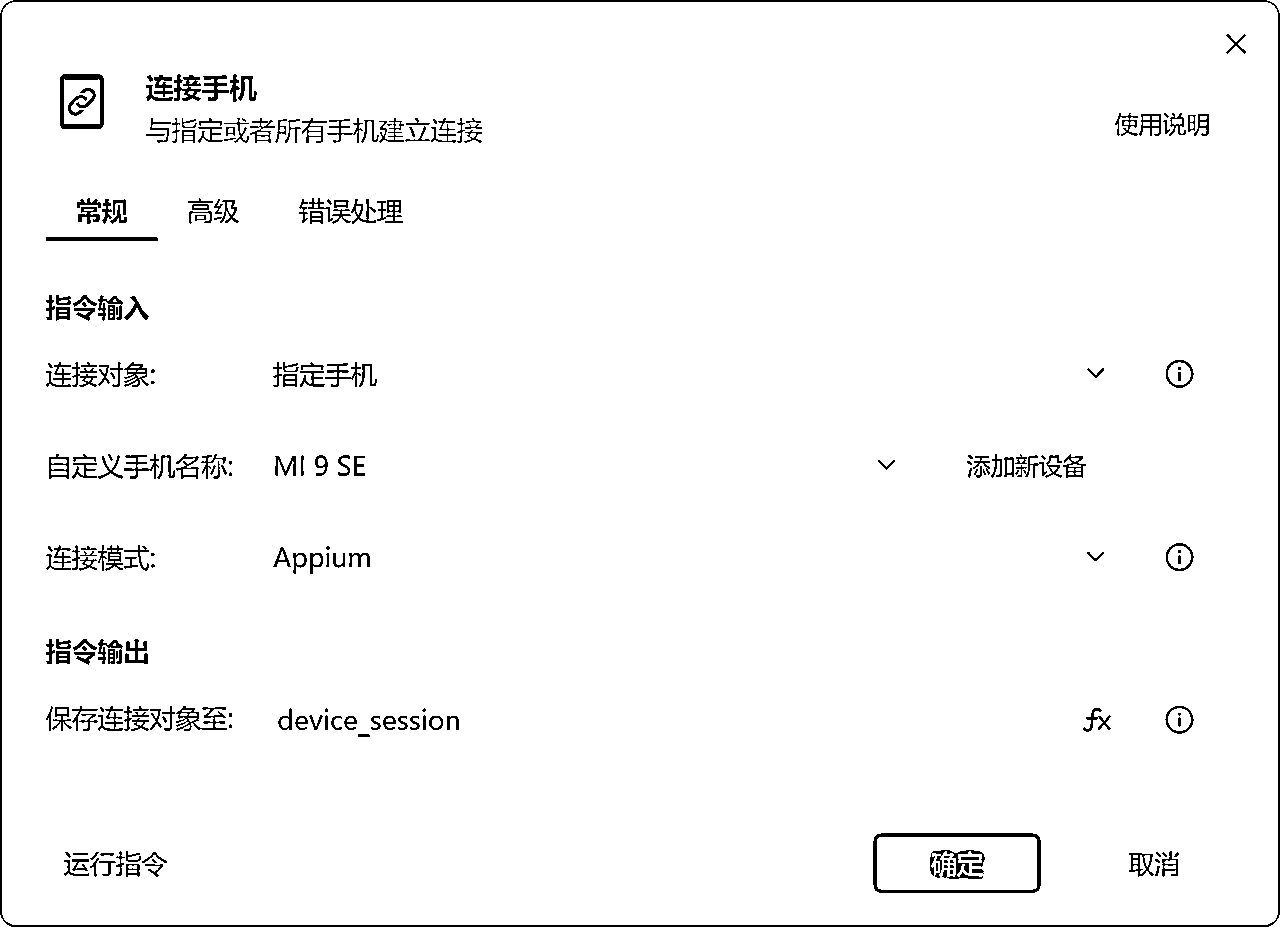 连接手机
与指定或者所有手机建立连接
使用说明
常规 高级 错误处理
指令输入
连接对象: 指定手机
自定义手机名称: MI 9 SE 添加新设备
连接模式: Appium
指令输出
保存连接对象至: device_session fx
运行指令 确定 取消